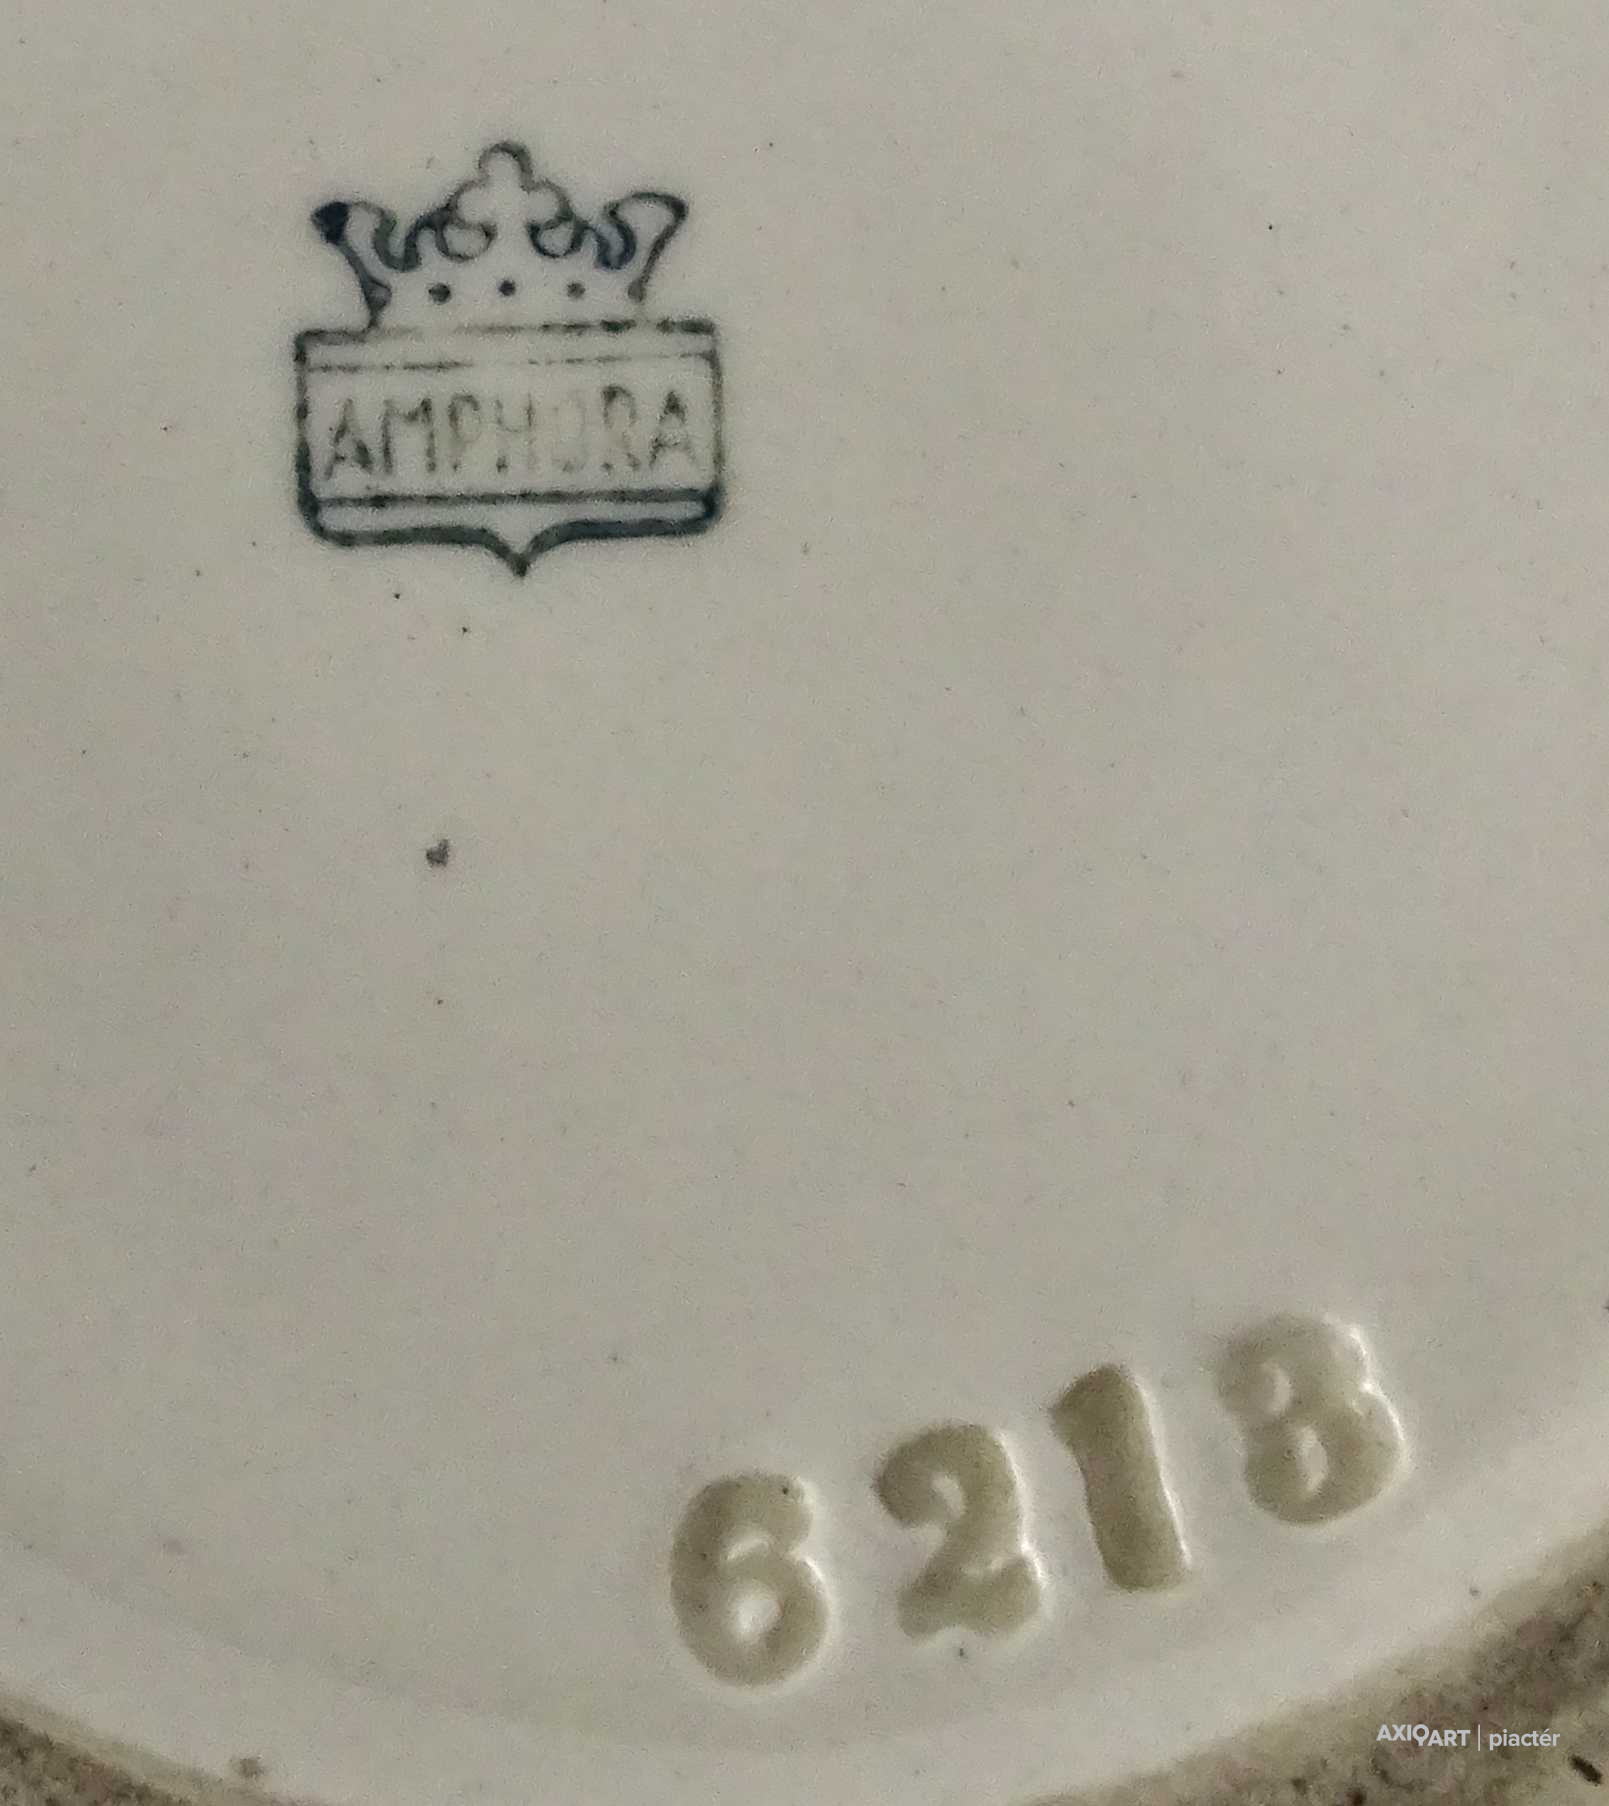 AMPHORA
6218
AXIOART | piactér